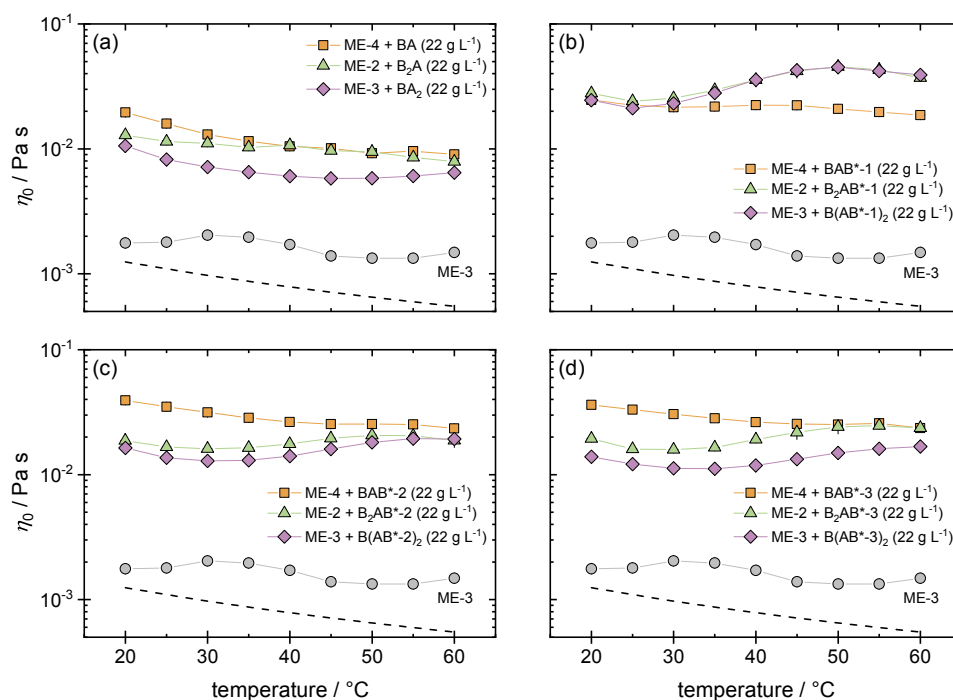 (a)
ME-4 + BA (22 g L⁻¹)
ME-2 + B₂A (22 g L⁻¹)
ME-3 + BA₂ (22 g L⁻¹)
ME-3
10⁻¹
10⁻²
10⁻³
η₀ / Pa s
(b)
ME-4 + BAB*-1 (22 g L⁻¹)
ME-2 + B₂AB*-1 (22 g L⁻¹)
ME-3 + B(AB*-1)₂ (22 g L⁻¹)
ME-3
(c)
ME-4 + BAB*-2 (22 g L⁻¹)
ME-2 + B₂AB*-2 (22 g L⁻¹)
ME-3 + B(AB*-2)₂ (22 g L⁻¹)
ME-3
10⁻¹
10⁻²
10⁻³
η₀ / Pa s
20 30 40 50 60
temperature / °C
(d)
ME-4 + BAB*-3 (22 g L⁻¹)
ME-2 + B₂AB*-3 (22 g L⁻¹)
ME-3 + B(AB*-3)₂ (22 g L⁻¹)
ME-3
20 30 40 50 60
temperature / °C